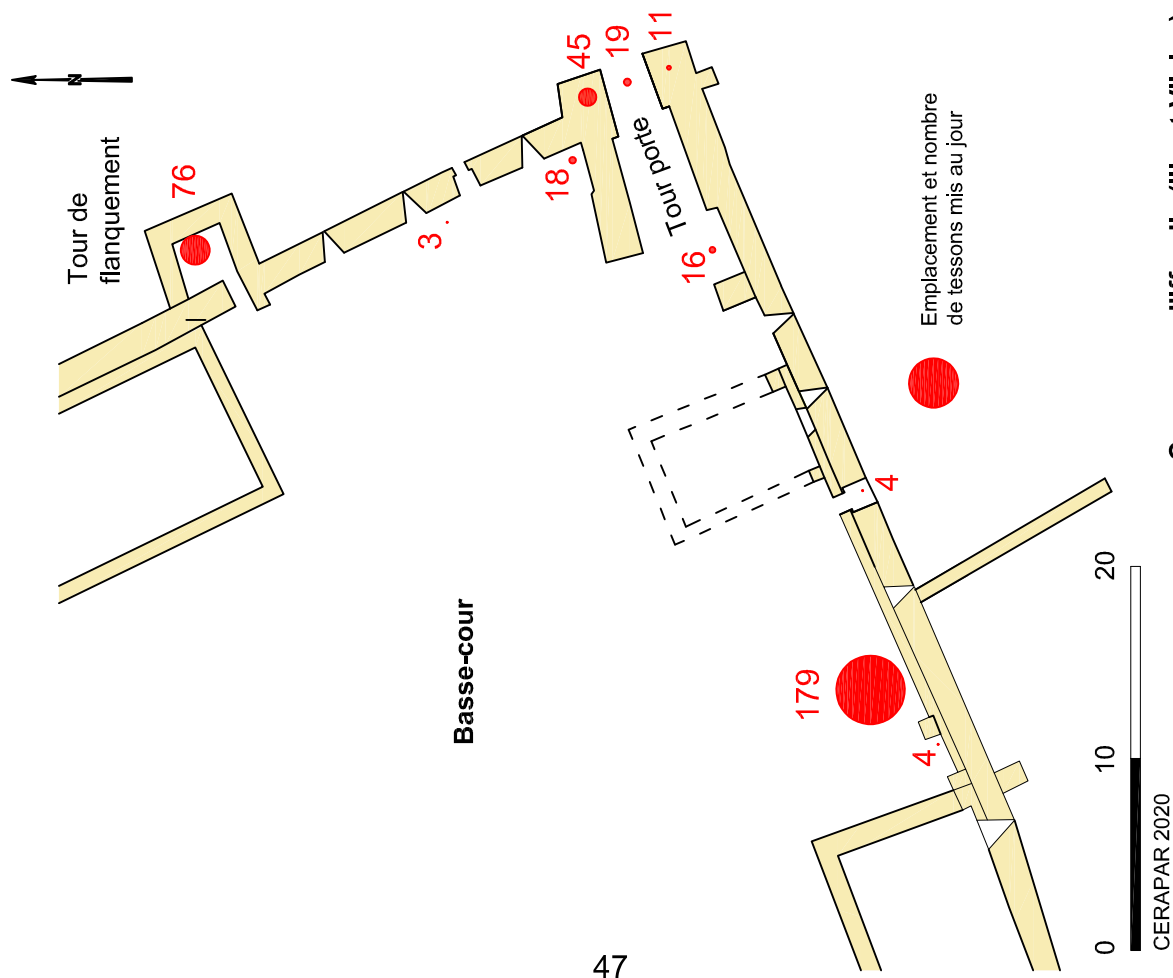 N
Tour de
flanquement
76
45
19
11
18
3
Tour porte
16
Emplacement et nombre
de tessons mis au jour
4
Basse-cour
179
4
0 10 20
CERAPAR 2020
47